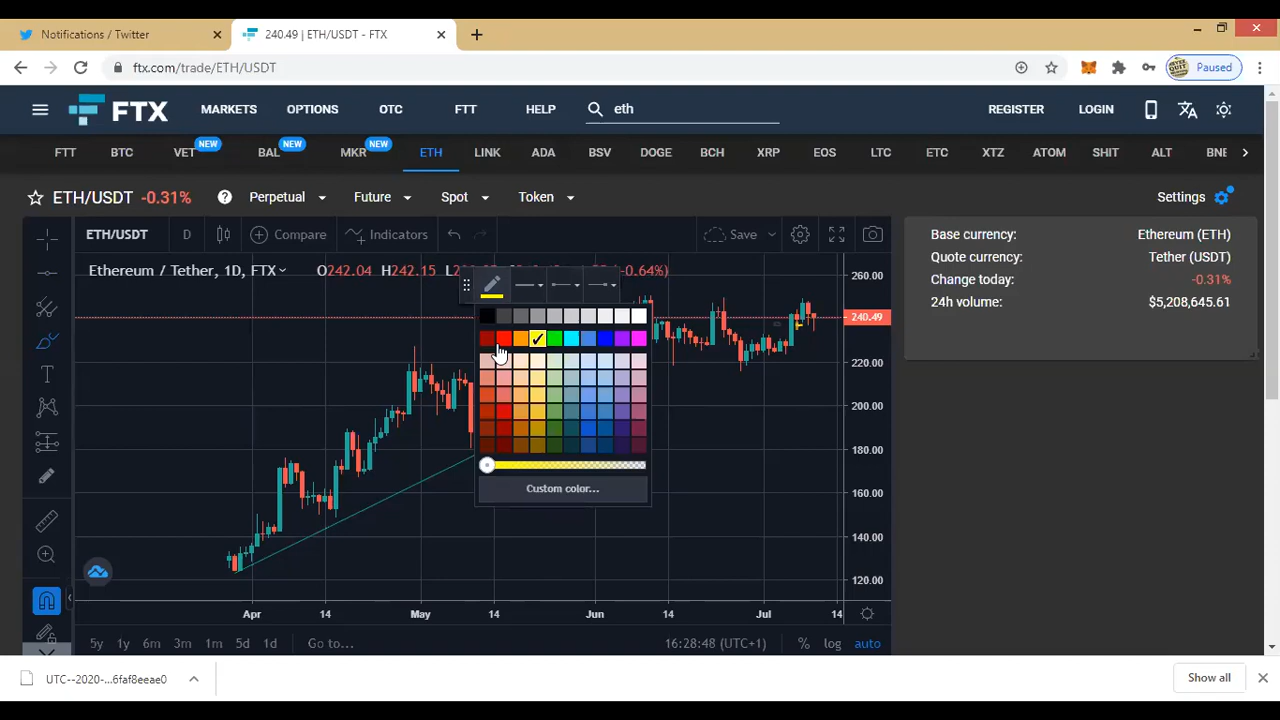 Notifications / Twitter
240.49 | ETH/USDT - FTX
ftx.com/trade/ETH/USDT
Paused
FTX
MARKETS OPTIONS OTC FTT HELP eth REGISTER LOGIN
NEW NEW NEW
FTT BTC VET BAL MKR ETH LINK ADA BSV DOGE BCH XRP EOS LTC ETC XTZ ATOM SHIT ALT BNB
ETH/USDT -0.31% ? Perpetual Future Spot Token Settings
ETH/USDT D Compare Indicators Save
Ethereum / Tether, 1D, FTX O242.04 H242.15
-0.64%)
Base currency: Ethereum (ETH)
Quote currency: Tether (USDT)
Change today: -0.31%
24h volume: $5,208,645.61
260.00
240.49
220.00
200.00
180.00
160.00
140.00
120.00
Custom color...
Apr 14 May 14 Jun 14 Jul 14
5y 1y 6m 3m 1m 5d 1d Go to... 16:28:48 (UTC+1) % log auto
UTC--2020-...6faf8eeae0 Show all